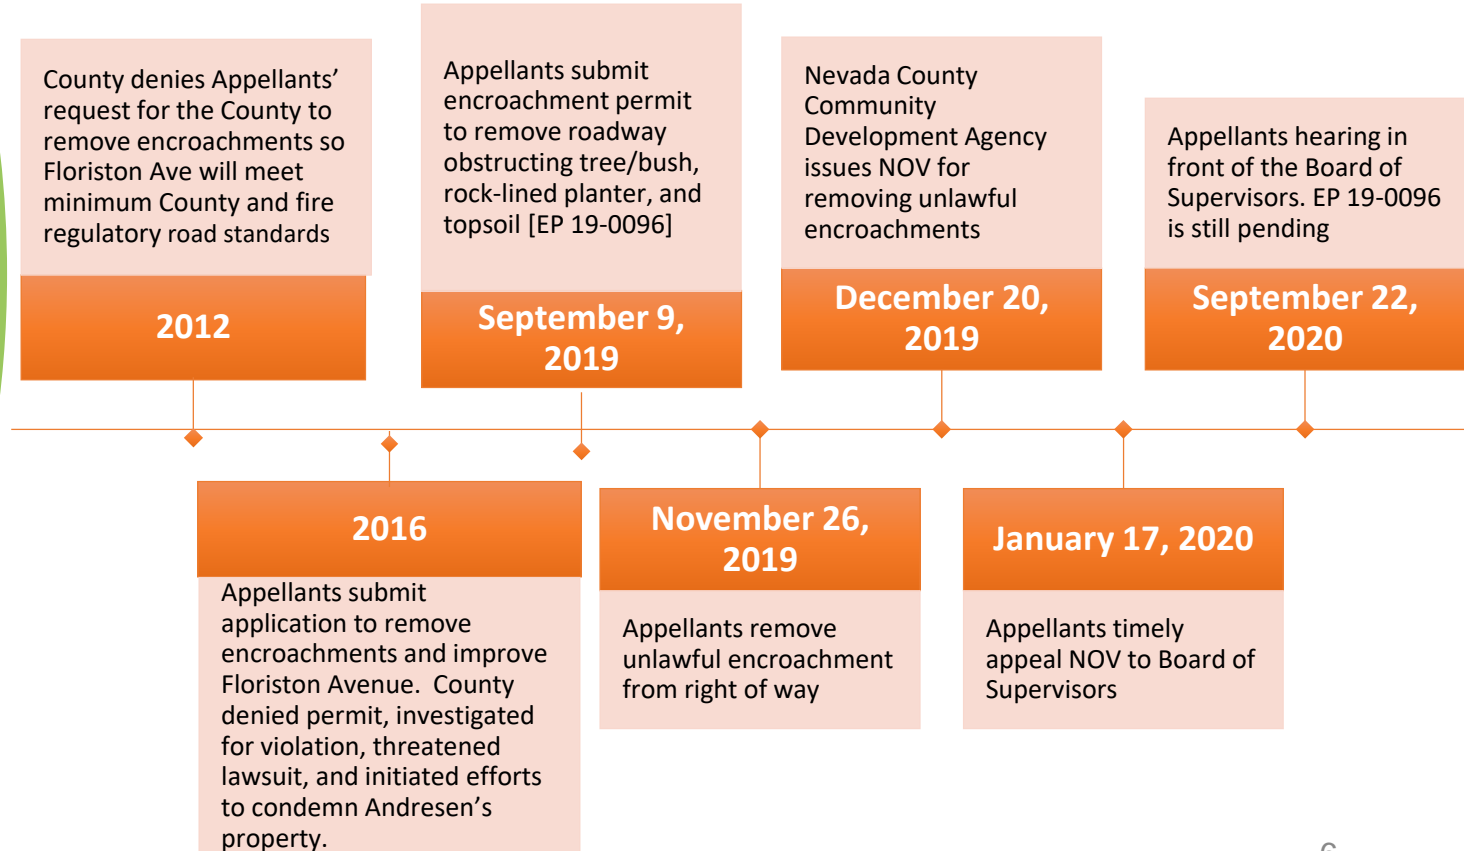 County denies Appellants’
request for the County to
remove encroachments so
Floriston Ave will meet
minimum County and fire
regulatory road standards
2012
Appellants submit
encroachment permit
to remove roadway
obstructing tree/bush,
rock-lined planter, and
topsoil [EP 19-0096]
September 9,
2019
Nevada County
Community
Development Agency
issues NOV for
removing unlawful
encroachments
December 20,
2019
Appellants hearing in
front of the Board of
Supervisors. EP 19-0096
is still pending
September 22,
2020
2016
Appellants submit
application to remove
encroachments and improve
Floriston Avenue.  County
denied permit, investigated
for violation, threatened
lawsuit, and initiated efforts
to condemn Andresen’s
property.
November 26,
2019
Appellants remove
unlawful encroachment
from right of way
January 17, 2020
Appellants timely
appeal NOV to Board of
Supervisors